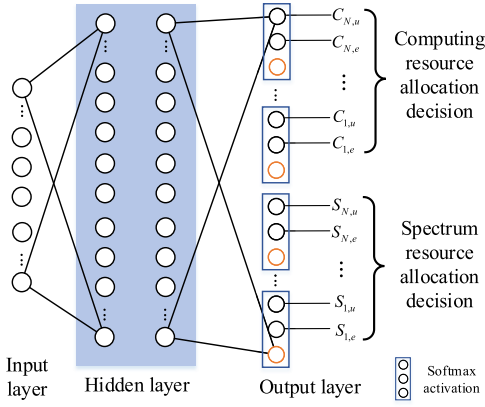 C_{N,u}
C_{N,e}
C_{1,u}
C_{1,e}
Computing
resource
allocation
decision
S_{N,u}
S_{N,e}
S_{1,u}
S_{1,e}
Spectrum
resource
allocation
decision
Input
layer
Hidden layer
Output layer
Softmax
activation